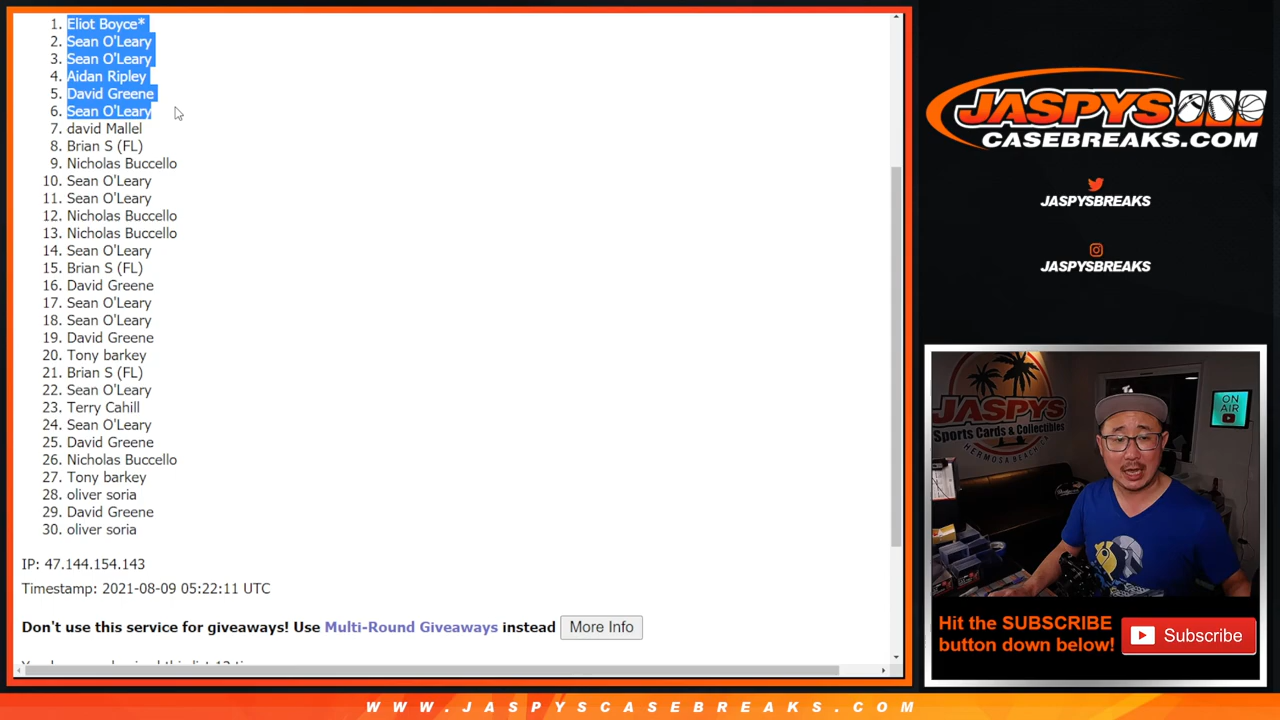 1. Eliot Boyce*
2. Sean O'Leary
3. Sean O'Leary
4. Aidan Ripley
5. David Greene
6. Sean O'Leary
7. david Mallel
8. Brian S (FL)
9. Nicholas Buccello
10. Sean O'Leary
11. Sean O'Leary
12. Nicholas Buccello
13. Nicholas Buccello
14. Sean O'Leary
15. Brian S (FL)
16. David Greene
17. Sean O'Leary
18. Sean O'Leary
19. David Greene
20. Tony barkey
21. Brian S (FL)
22. Sean O'Leary
23. Terry Cahill
24. Sean O'Leary
25. David Greene
26. Nicholas Buccello
27. Tony barkey
28. oliver soria
29. David Greene
30. oliver soria
IP: 47.144.154.143
Timestamp: 2021-08-09 05:22:11 UTC
Don't use this service for giveaways! Use Multi-Round Giveaways instead More Info
JASPYS
CASEBREAKS.COM
JASPYSBREAKS
JASPYSBREAKS
JASPYS
Sports Cards & Collectibles
HERMOSA BEACH, CA
ON
AIR
Hit the SUBSCRIBE
button down below!
Subscribe
WWW.JASPYSCASEBREAKS.COM